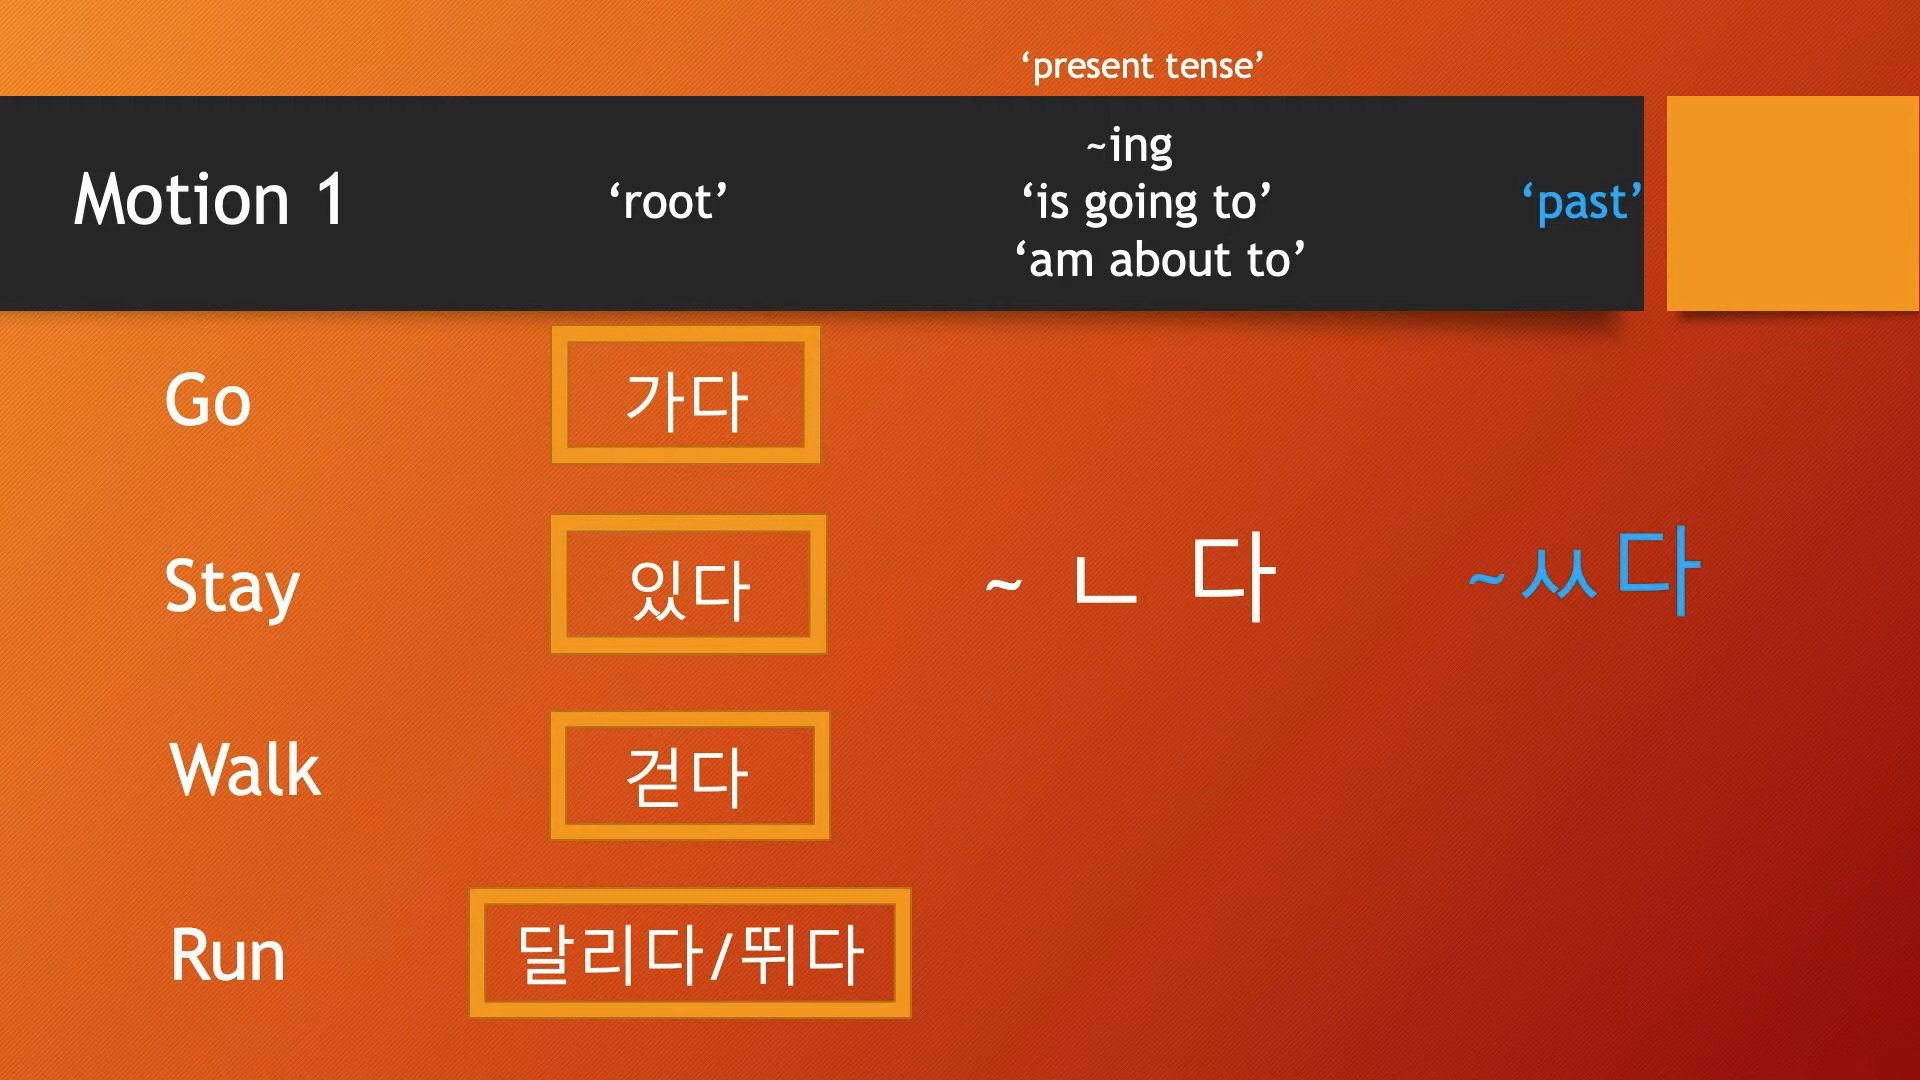 ‘present tense’
Motion 1
‘root’
~ing
‘is going to’
‘am about to’
‘past’
Go
가다
Stay
있다
~ ㄴ 다
~ㅆ다
Walk
걷다
Run
달리다/뛰다